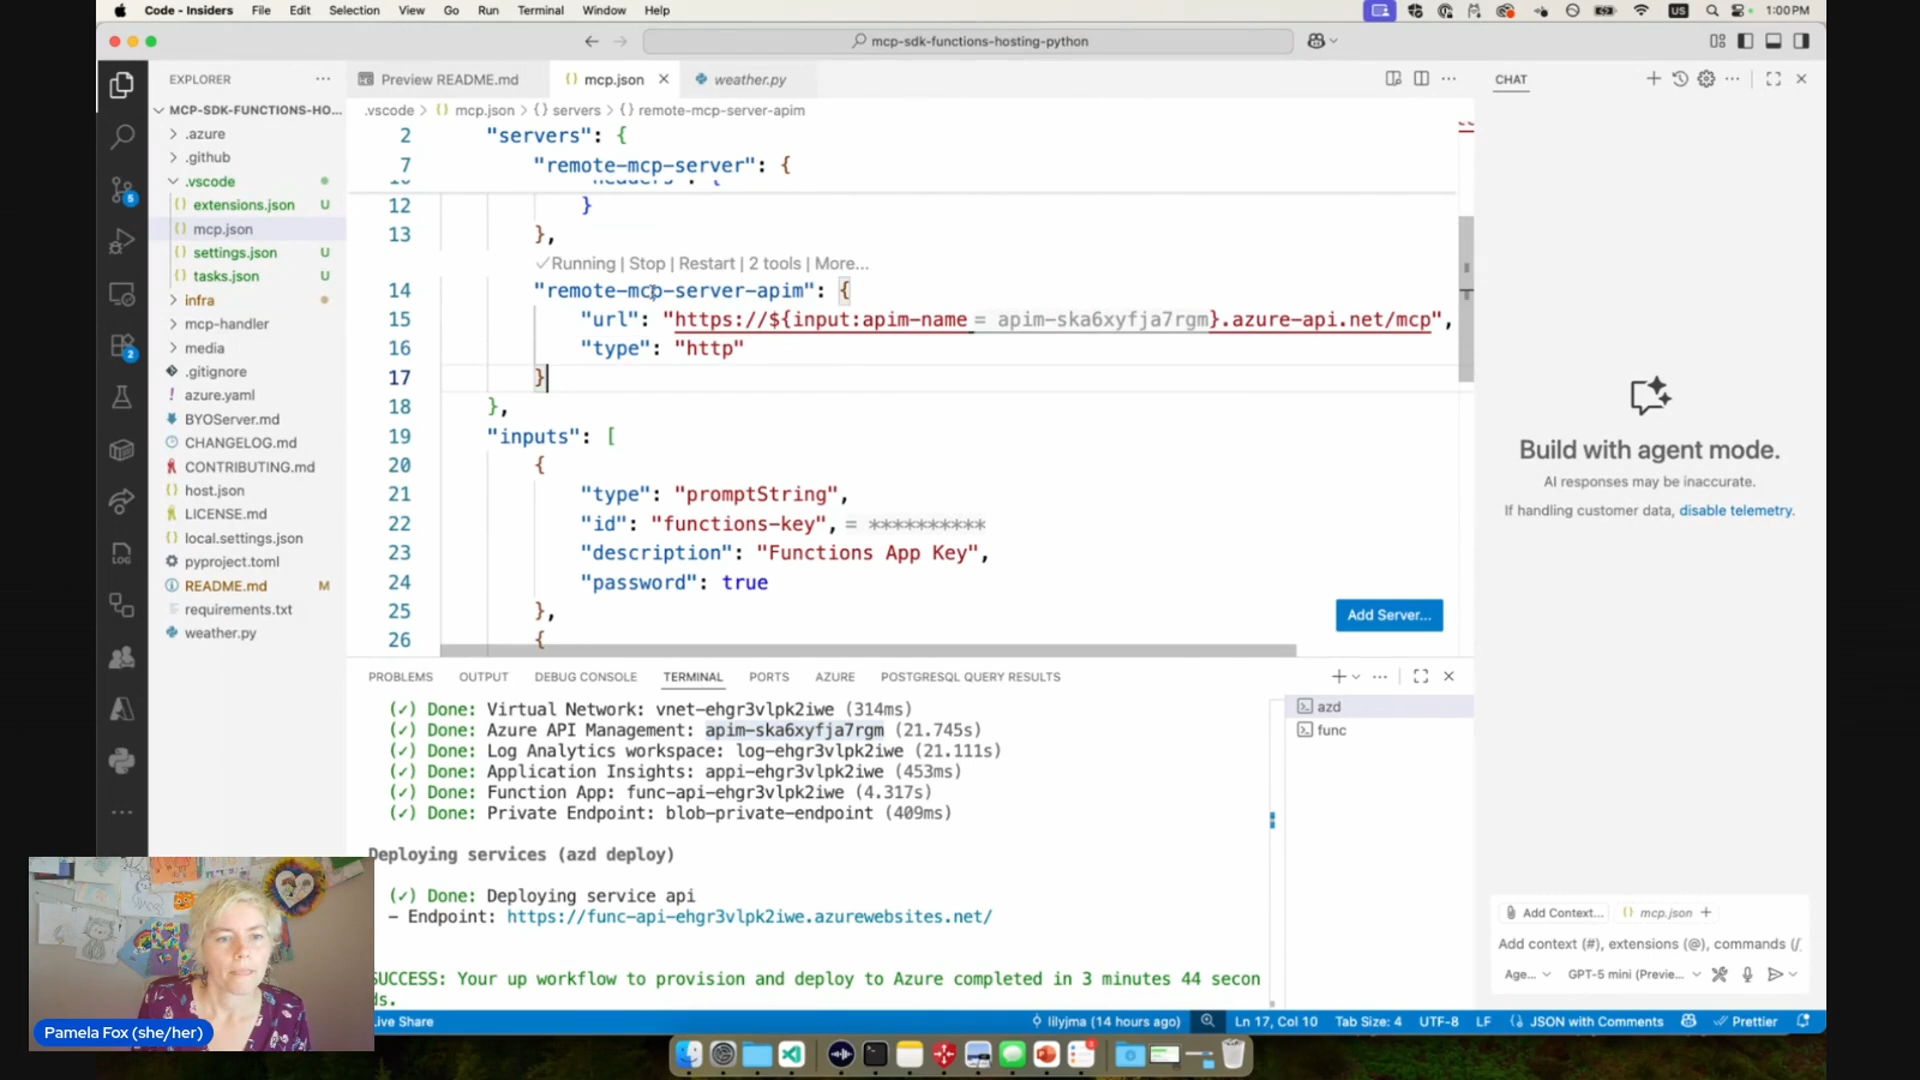 Code - Insiders File Edit Selection View Go Run Terminal Window Help US 1:00 PM
mcp-sdk-functions-hosting-python
EXPLORER
Preview README.md
mcp.json
weather.py
CHAT
.vscode > {} mcp.json > {} servers > {} remote-mcp-server-apim
MCP-SDK-FUNCTIONS-HO...
.azure
.github
.vscode
extensions.json U
mcp.json
settings.json U
tasks.json U
infra
mcp-handler
media
.gitignore
azure.yaml
BYOServer.md
CHANGELOG.md
CONTRIBUTING.md
host.json
LICENSE.md
local.settings.json
pyproject.toml
README.md M
requirements.txt
weather.py
5
2
LOG
2 "servers": {
7 "remote-mcp-server": {
12 }
13 },
✓Running | Stop | Restart | 2 tools | More...
14 "remote-mcp-server-apim": {
15 "url": "https://${input:apim-name = apim-ska6xyfja7rgm}.azure-api.net/mcp",
16 "type": "http"
17 }
18 },
19 "inputs": [
20 {
21 "type": "promptString",
22 "id": "functions-key", = **********
23 "description": "Functions App Key",
24 "password": true
25 },
26 {
Add Server...
PROBLEMS OUTPUT DEBUG CONSOLE TERMINAL PORTS AZURE POSTGRESQL QUERY RESULTS
(✓) Done: Virtual Network: vnet-ehgr3vlpk2iwe (314ms)
(✓) Done: Azure API Management: apim-ska6xyfja7rgm (21.745s)
(✓) Done: Log Analytics workspace: log-ehgr3vlpk2iwe (21.111s)
(✓) Done: Application Insights: appi-ehgr3vlpk2iwe (453ms)
(✓) Done: Function App: func-api-ehgr3vlpk2iwe (4.317s)
(✓) Done: Private Endpoint: blob-private-endpoint (409ms)
Deploying services (azd deploy)
(✓) Done: Deploying service api
- Endpoint: https://func-api-ehgr3vlpk2iwe.azurewebsites.net/
SUCCESS: Your up workflow to provision and deploy to Azure completed in 3 minutes 44 secon
ds.
azd
func
Build with agent mode.
AI responses may be inaccurate.
If handling customer data, disable telemetry.
Add Context... {} mcp.json +
Add context (#), extensions (@), commands (/
Age... GPT-5 mini (Previe...
Live Share
lilyjma (14 hours ago) Ln 17, Col 10 Tab Size: 4 UTF-8 LF {} JSON with Comments Prettier
Pamela Fox (she/her)